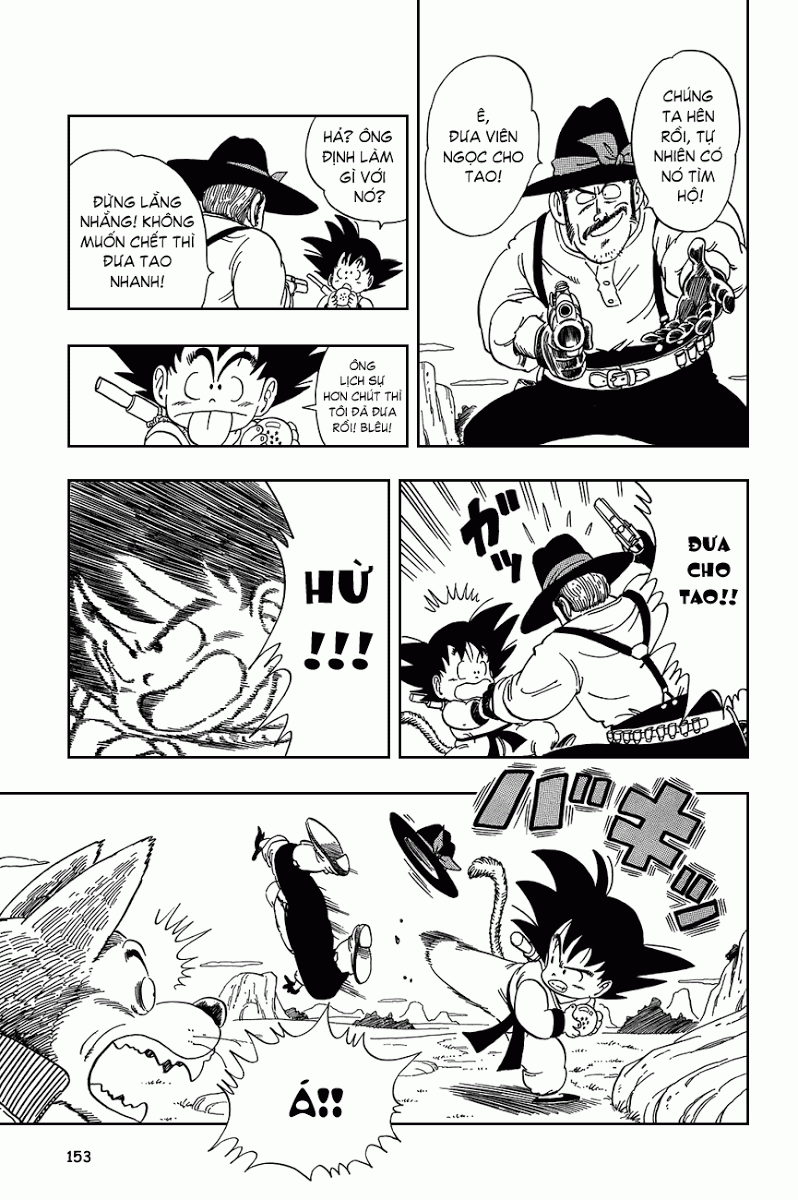 CHÚNG
TA HÊN
RỒI, TỰ
NHIÊN CÓ
NÓ TÌM
HỘ!
Ê,
ĐƯA VIÊN
NGỌC CHO
TAO!
HẢ? ÔNG
ĐỊNH LÀM
GÌ VỚI
NÓ?
ĐỪNG LẰNG
NHẰNG! KHÔNG
MUỐN CHẾT THÌ
ĐƯA TAO
NHANH!
ÔNG
LỊCH SỰ
HƠN CHÚT THÌ
TÔI ĐÃ ĐƯA
RỒI! BLÊU!
ĐƯA
CHO
TAO!!
ガッ
HỪ
!!!
バキッ
Á!!
153